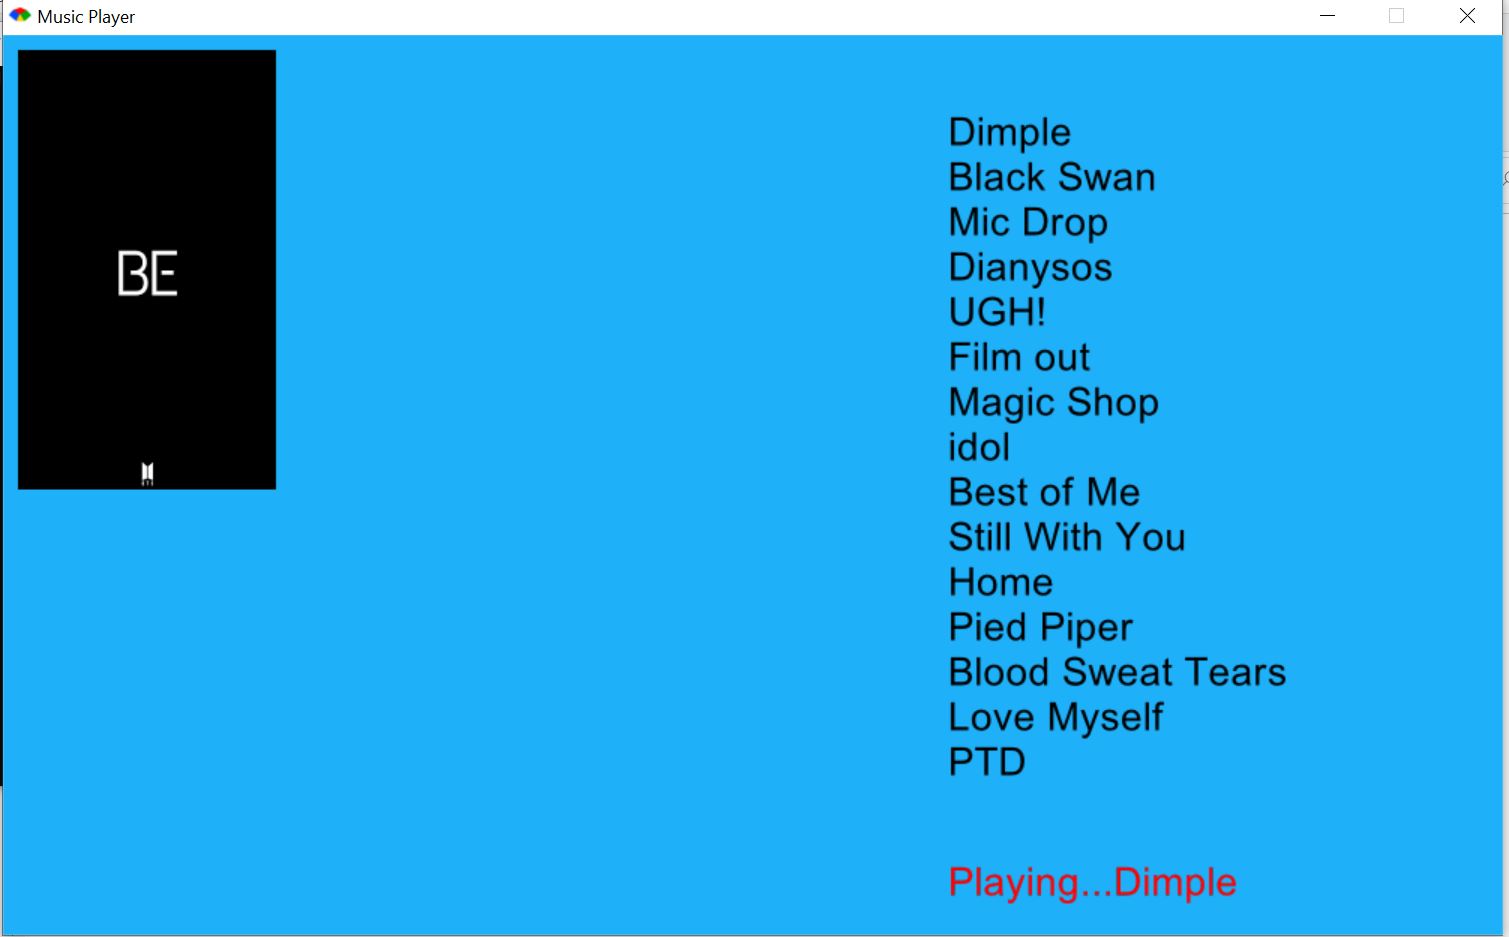 Music Player
BE
Dimple
Black Swan
Mic Drop
Dianysos
UGH!
Film out
Magic Shop
idol
Best of Me
Still With You
Home
Pied Piper
Blood Sweat Tears
Love Myself
PTD
Playing...Dimple